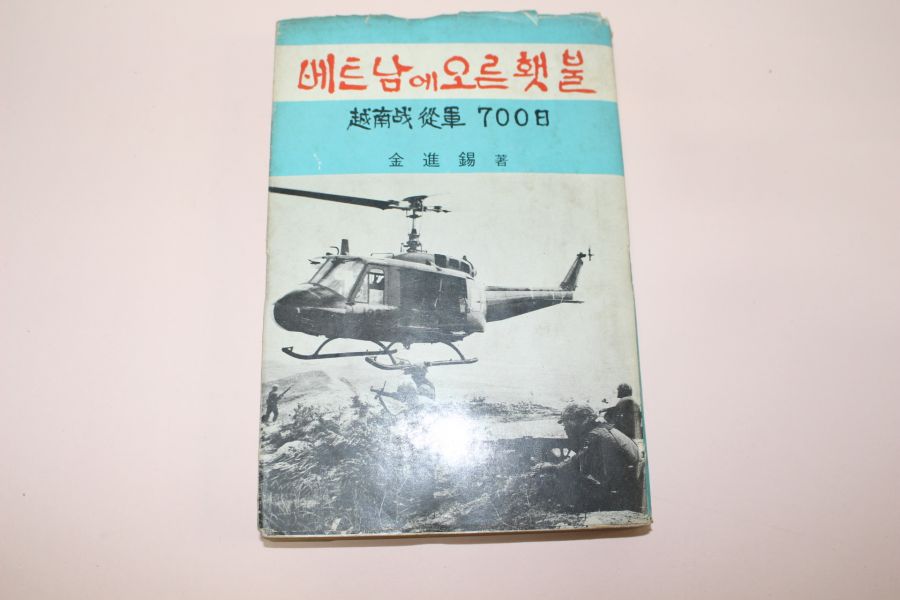 베트남에오른횃불
越南战 從軍 700日
金進錫 著